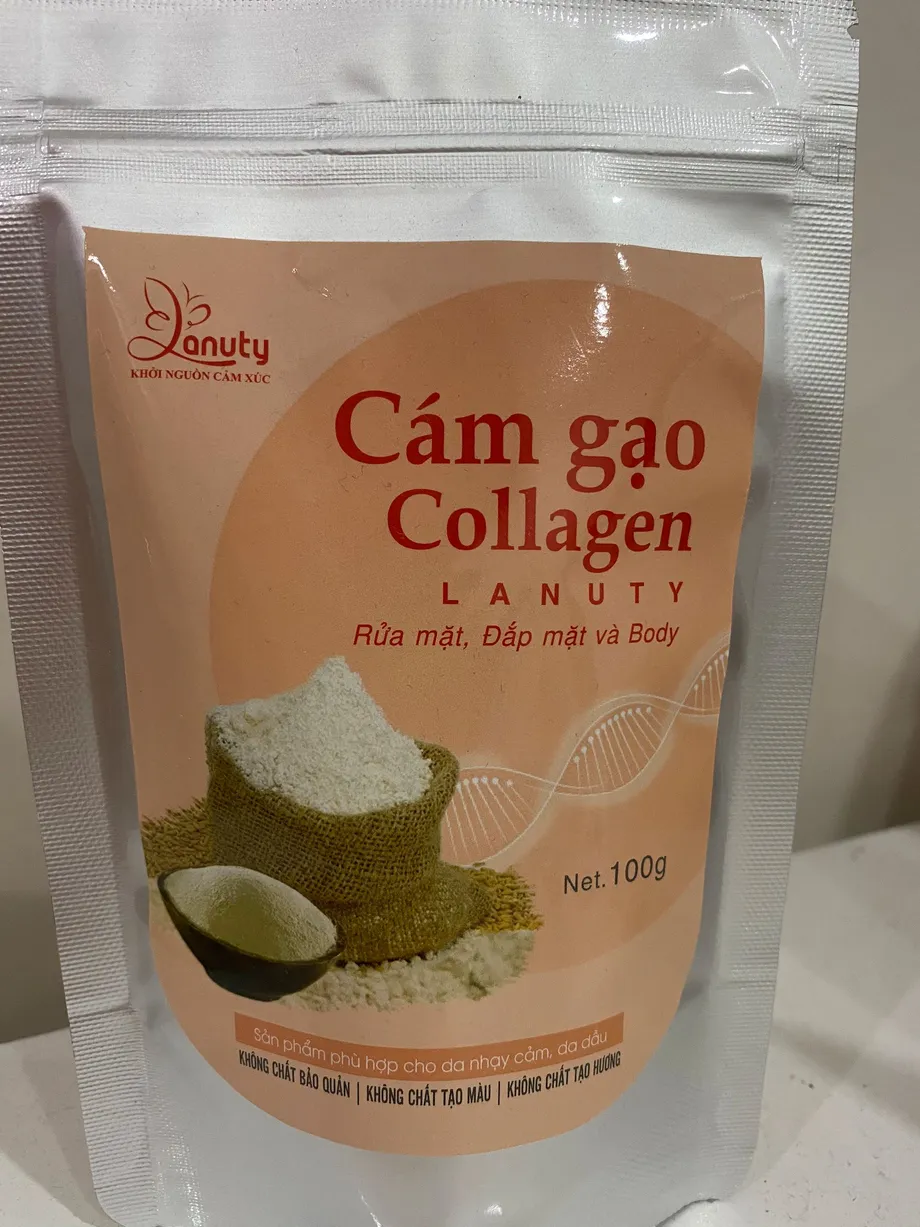 Lanuty
KHỞI NGUỒN CẢM XÚC
Cám gạo
Collagen
LANUTY
Rửa mặt, Đắp mặt và Body
Net.100g
Sản phẩm phù hợp cho da nhạy cảm, da dầu
KHÔNG CHẤT BẢO QUẢN | KHÔNG CHẤT TẠO MÀU | KHÔNG CHẤT TẠO HƯƠNG